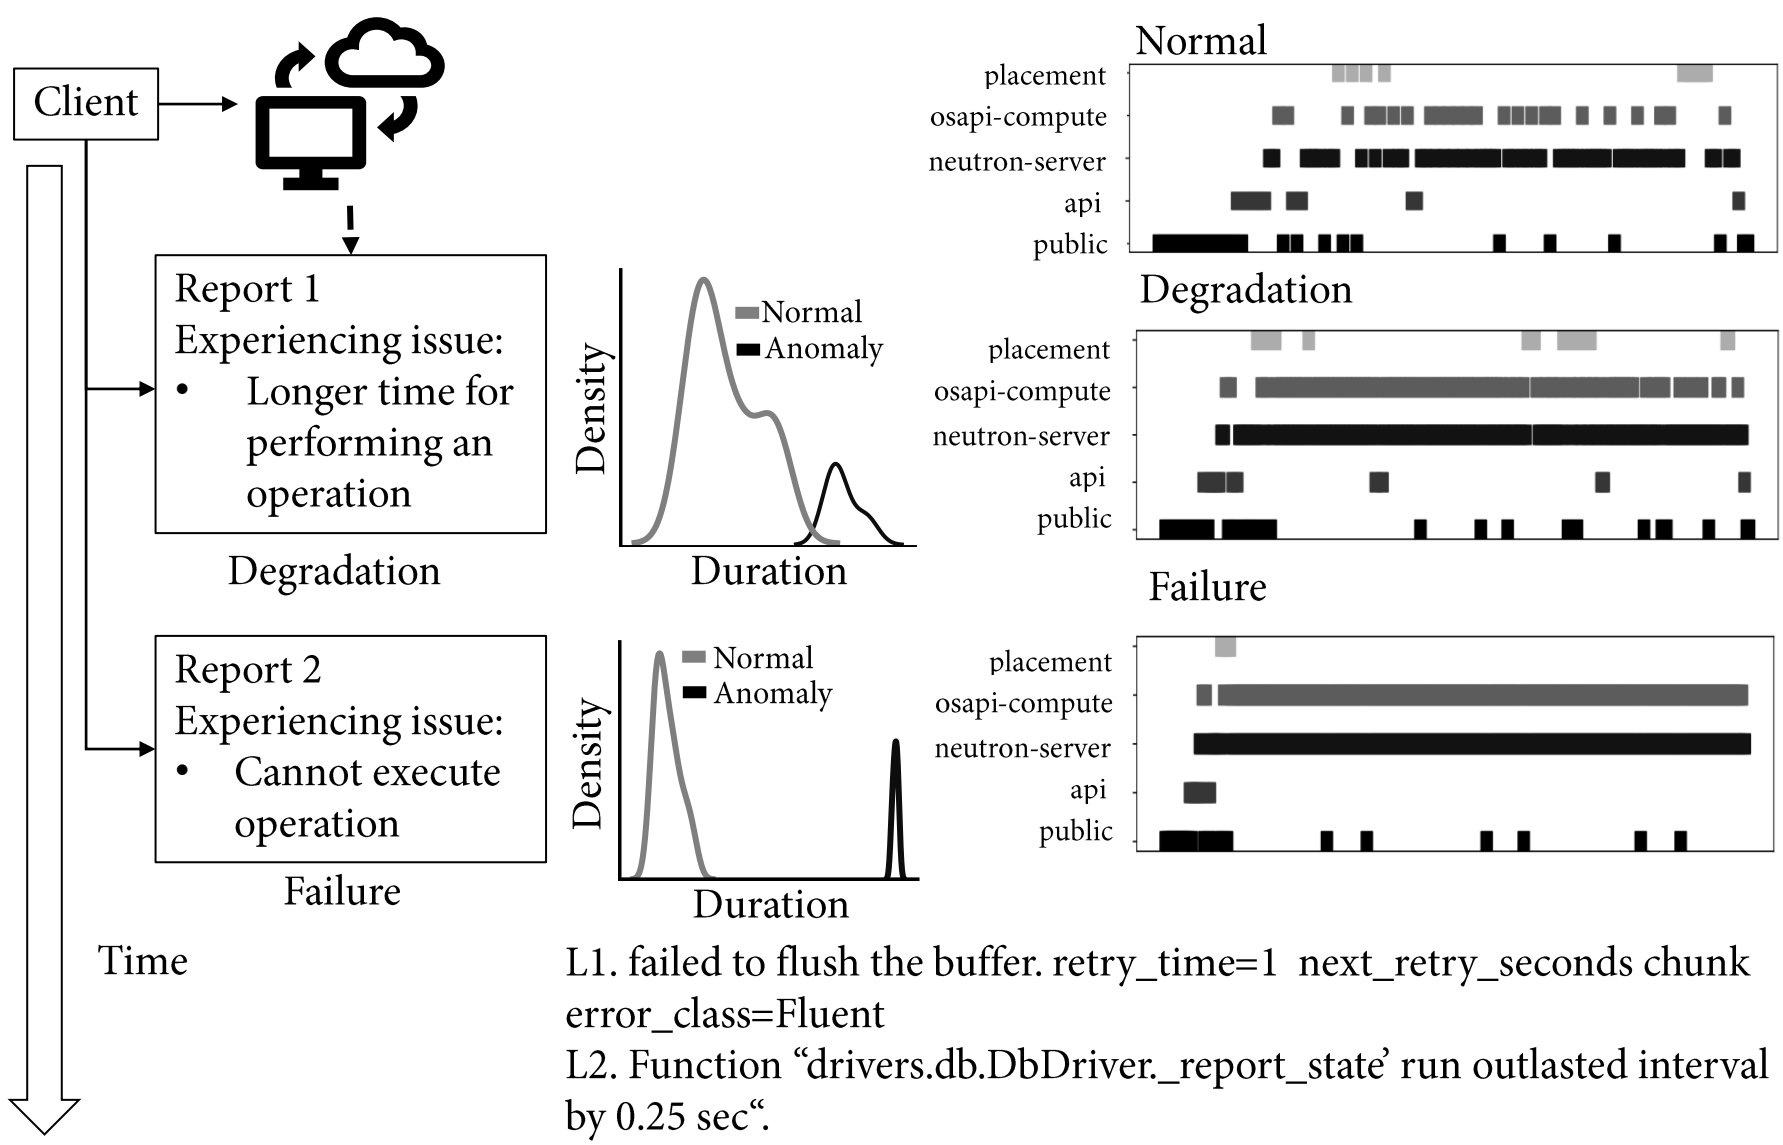 Client
Report 1
Experiencing issue:
• Longer time for
performing an
operation
Degradation
Report 2
Experiencing issue:
• Cannot execute
operation
Failure
Time
Density
Normal
Anomaly
Duration
Density
Normal
Anomaly
Duration
Normal
placement
osapi-compute
neutron-server
api
public
Degradation
placement
osapi-compute
neutron-server
api
public
Failure
placement
osapi-compute
neutron-server
api
public
L1. failed to flush the buffer. retry_time=1 next_retry_seconds chunk
error_class=Fluent
L2. Function “drivers.db.DbDriver._report_state’ run outlasted interval
by 0.25 sec“.